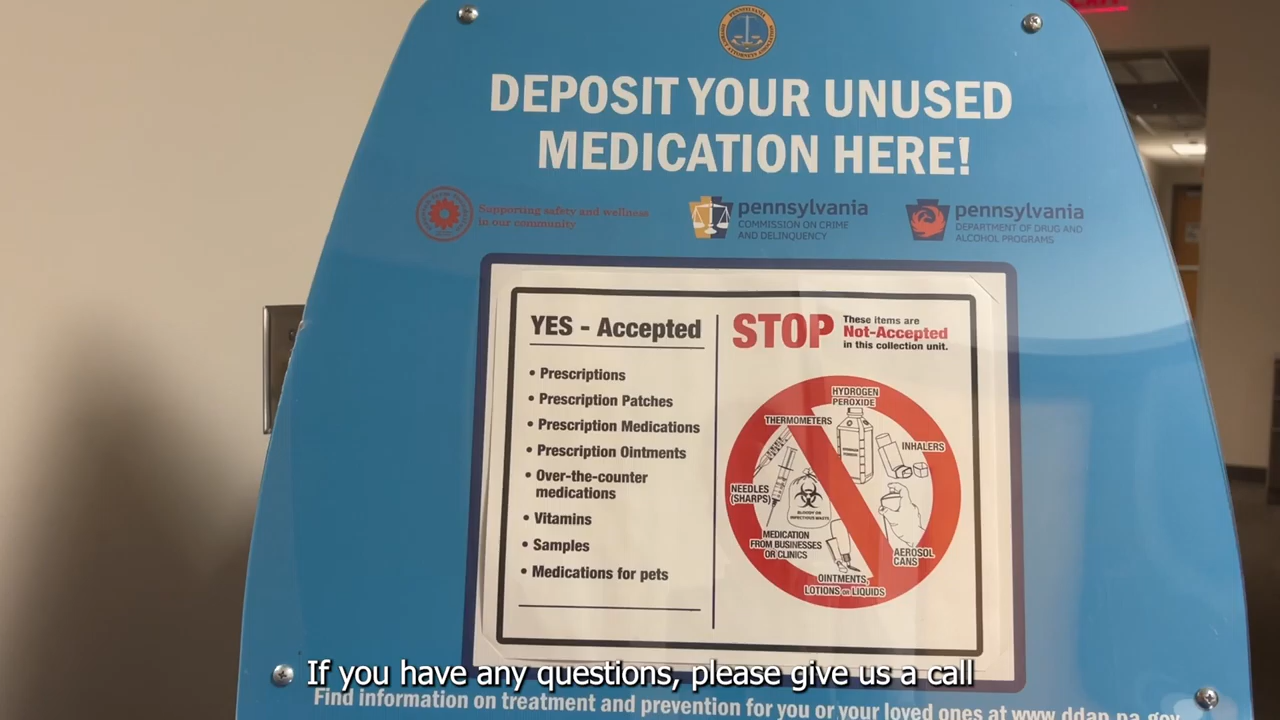 DEPOSIT YOUR UNUSED
MEDICATION HERE!
Supporting safety and wellness
in our community
pennsylvania
COMMISSION ON CRIME
AND DELINQUENCY
pennsylvania
DEPARTMENT OF DRUG AND
ALCOHOL PROGRAMS
YES - Accepted
• Prescriptions
• Prescription Patches
• Prescription Medications
• Prescription Ointments
• Over-the-counter
medications
• Vitamins
• Samples
• Medications for pets
STOP
These items are
Not-Accepted
in this collection unit.
HYDROGEN
PEROXIDE
THERMOMETERS
INHALERS
NEEDLES
(SHARPS)
BLOODY OR
INFECTIOUS WASTE
MEDICATION
FROM BUSINESSES
OR CLINICS
AEROSOL
CANS
OINTMENTS,
LOTIONS OR LIQUIDS
If you have any questions, please give us a call
Find information on treatment and prevention for you or your loved ones at www.ddap.pa.gov